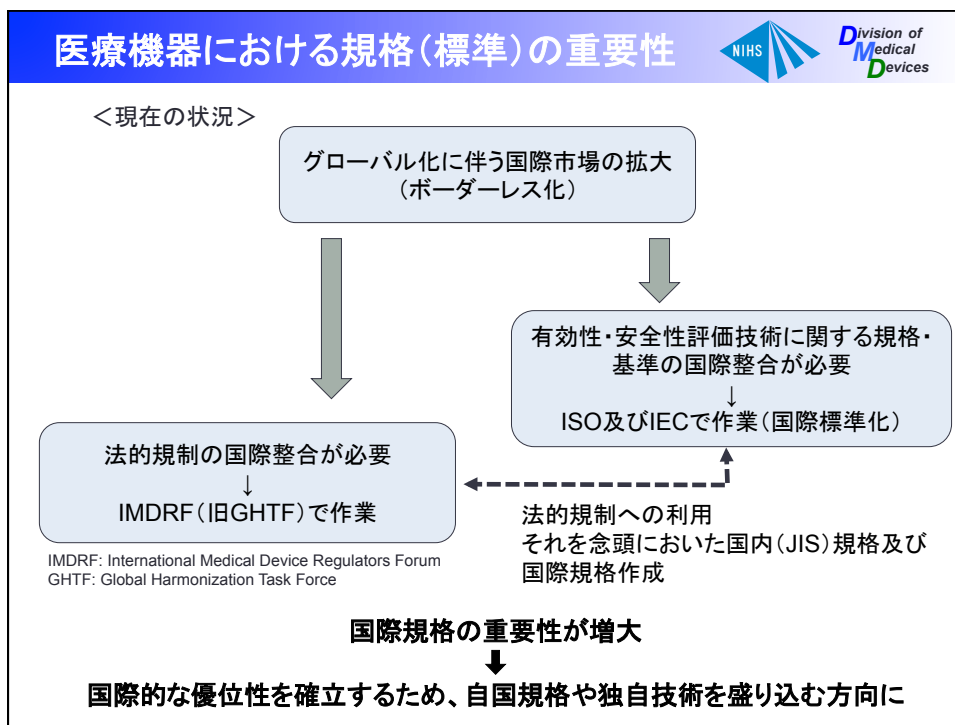 医療機器における規格(標準)の重要性
NIHS
Division of
Medical
Devices
<現在の状況>
グローバル化に伴う国際市場の拡大
(ボーダーレス化)
有効性・安全性評価技術に関する規格・
基準の国際整合が必要
↓
ISO及びIECで作業(国際標準化)
法的規制の国際整合が必要
↓
IMDRF(旧GHTF)で作業
IMDRF: International Medical Device Regulators Forum
GHTF: Global Harmonization Task Force
法的規制への利用
それを念頭においた国内(JIS)規格及び
国際規格作成
国際規格の重要性が増大
国際的な優位性を確立するため、自国規格や独自技術を盛り込む方向に